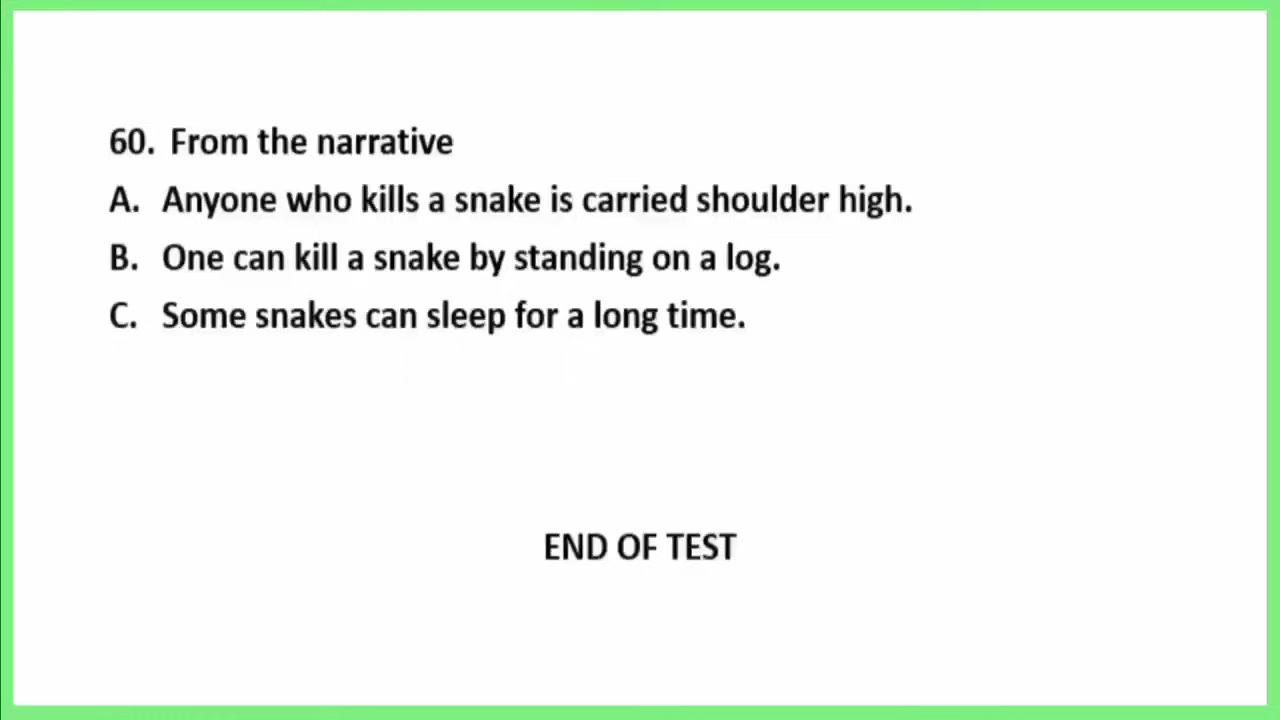 60. From the narrative
A. Anyone who kills a snake is carried shoulder high.
B. One can kill a snake by standing on a log.
C. Some snakes can sleep for a long time.
END OF TEST